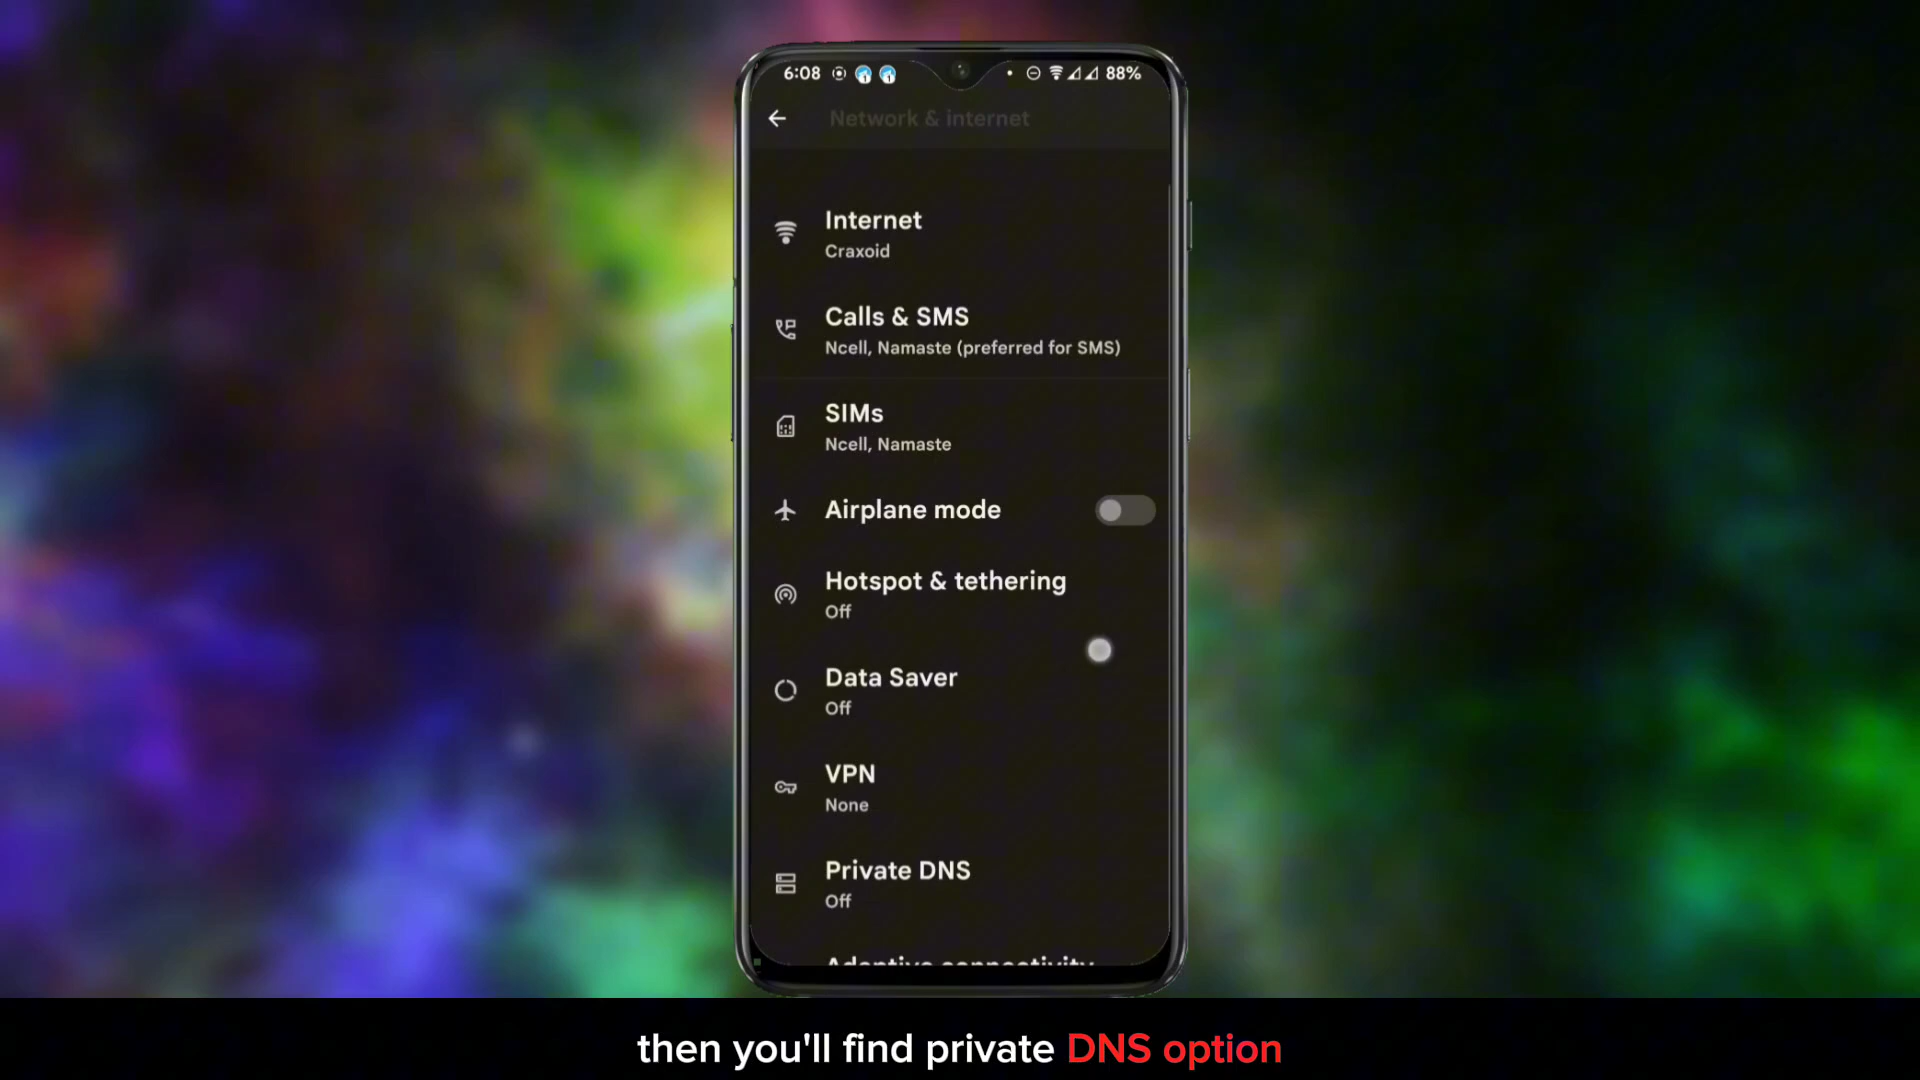 6:08
88%
Network & internet
Internet
Craxoid
Calls & SMS
Ncell, Namaste (preferred for SMS)
SIMs
Ncell, Namaste
Airplane mode
Hotspot & tethering
Off
Data Saver
Off
VPN
None
Private DNS
Off
Adaptive connectivity
then you'll find private DNS option